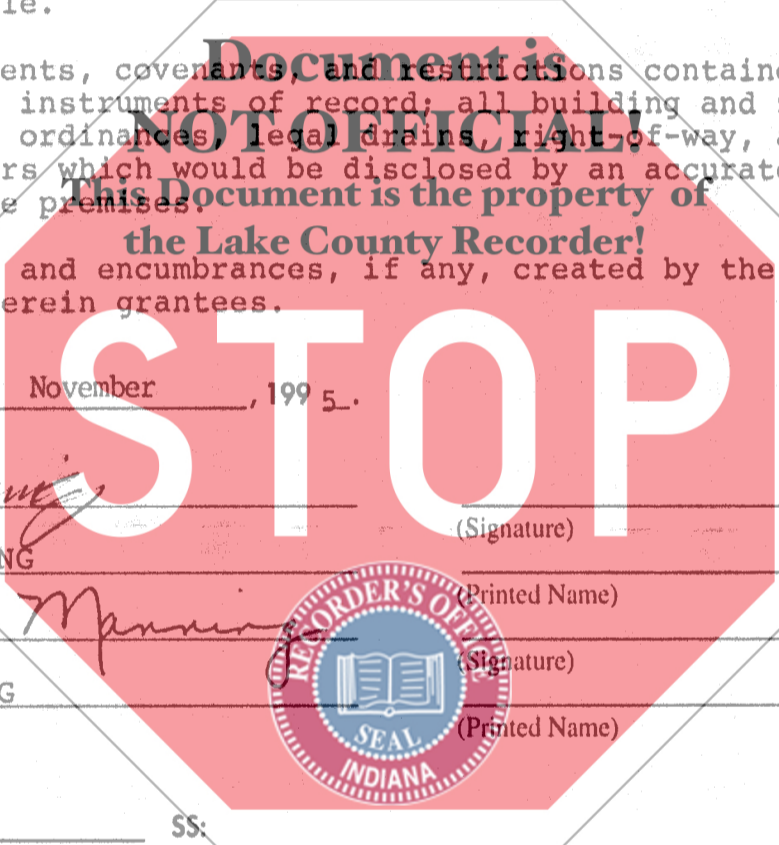 le.
Document is
ents, covenants, and restrictions contain
NOT OFFICIAL!
instruments of record; all building and
ordinances, legal drains, right-of-way,
rs which would be disclosed by an accurate
This Document is the property of
e premises.
the Lake County Recorder!
and encumbrances, if any, created by the
erein grantees.
STOP
November , 1995.
(Signature)
NG
(Printed Name)
Manning
(Signature)
G
(Printed Name)
RECORDER'S OFFICE
SEAL
INDIANA
SS: